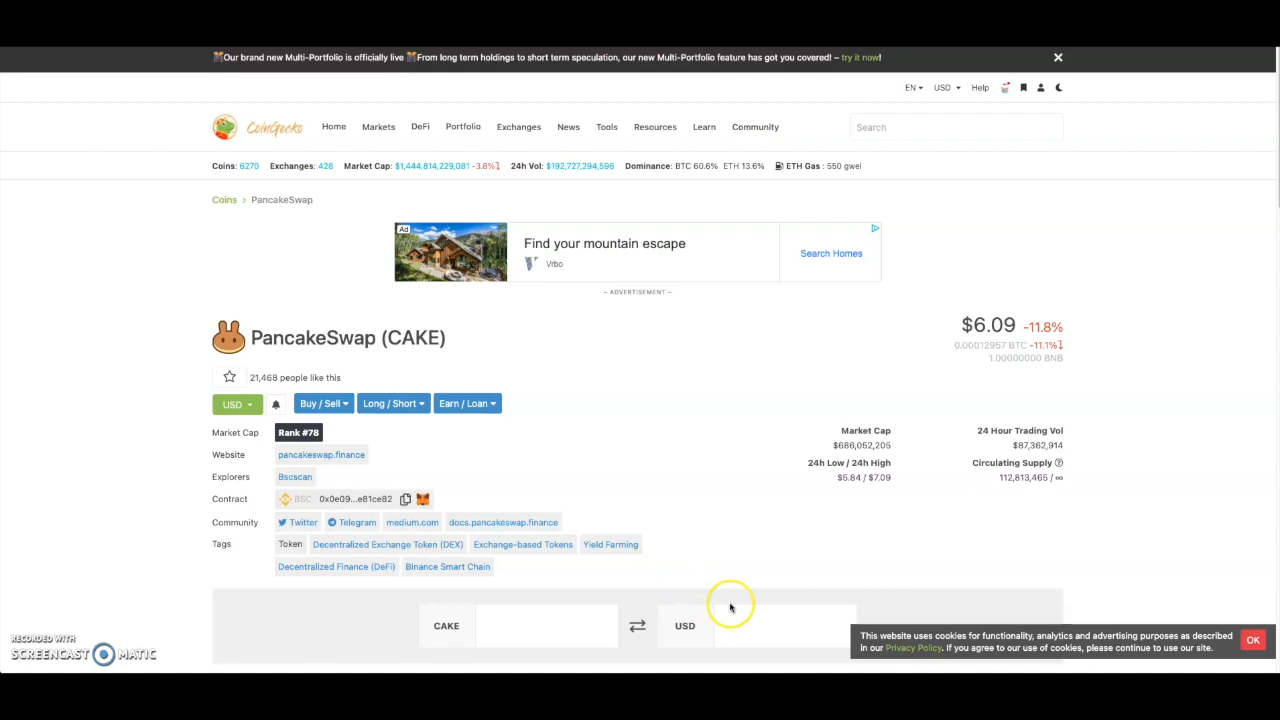 Our brand new Multi-Portfolio is officially live From long term holdings to short term speculation, our new Multi-Portfolio feature has got you covered! – try it now!
EN USD Help
CoinGecko Home Markets DeFi Portfolio Exchanges News Tools Resources Learn Community Search
Coins: 6270 Exchanges: 428 Market Cap: $1,444,814,229,081 -3.8% 24h Vol: $192,727,294,596 Dominance: BTC 60.6% ETH 13.6% ETH Gas : 550 gwei
Coins > PancakeSwap
Ad
Find your mountain escape
Vrbo
Search Homes
– ADVERTISEMENT –
PancakeSwap (CAKE)
$6.09 -11.8%
0.00012957 BTC -11.1%
1.00000000 BNB
21,468 people like this
USD Buy / Sell Long / Short Earn / Loan
Market Cap Rank #78
Website pancakeswap.finance
Explorers Bscscan
Contract BSC 0x0e09...e81ce82
Community Twitter Telegram medium.com docs.pancakeswap.finance
Tags Token Decentralized Exchange Token (DEX) Exchange-based Tokens Yield Farming
Decentralized Finance (DeFi) Binance Smart Chain
Market Cap 24 Hour Trading Vol
$686,052,205 $87,362,914
24h Low / 24h High Circulating Supply
$5.84 / $7.09 112,813,465 / ∞
CAKE USD
This website uses cookies for functionality, analytics and advertising purposes as described
in our Privacy Policy. If you agree to our use of cookies, please continue to use our site.
OK
RECORDED WITH
SCREENCAST MATIC